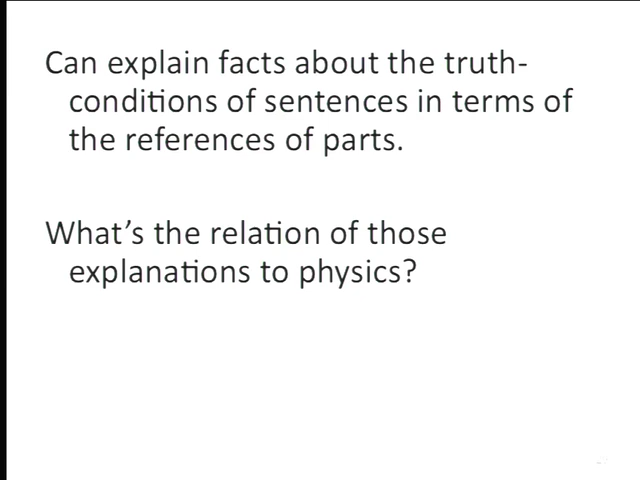 Can explain facts about the truth-
conditions of sentences in terms of
the references of parts.
What’s the relation of those
explanations to physics?